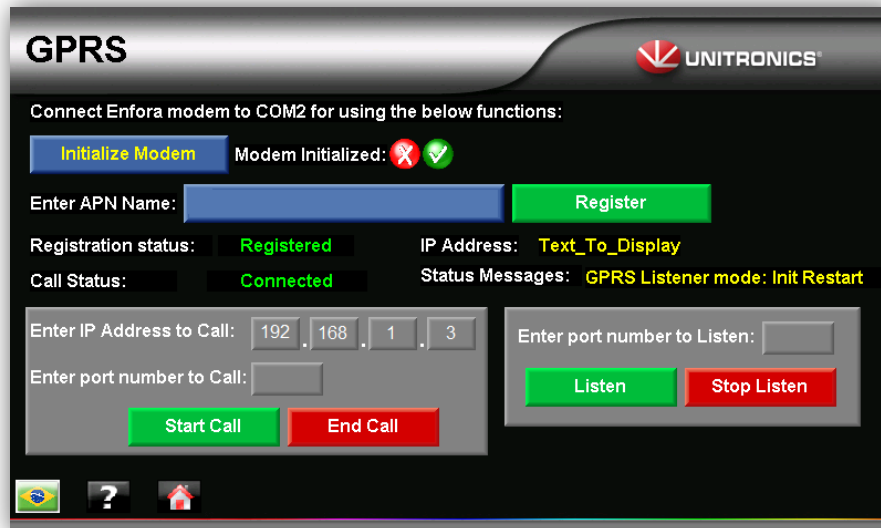 GPRS
UNITRONICS®
Connect Enfora modem to COM2 for using the below functions:
Initialize Modem Modem Initialized:
Enter APN Name: Register
Registration status: Registered IP Address: Text_To_Display
Call Status: Connected Status Messages: GPRS Listener mode: Init Restart
Enter IP Address to Call: 192 . 168 . 1 . 3
Enter port number to Listen:
Enter port number to Call:
Listen Stop Listen
Start Call End Call
?